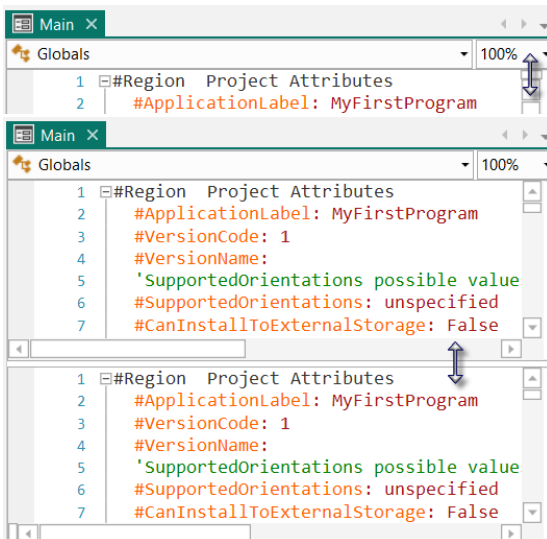 Main
Globals 100%
1 #Region Project Attributes
2 #ApplicationLabel: MyFirstProgram
Main
Globals 100%
1 #Region Project Attributes
2 #ApplicationLabel: MyFirstProgram
3 #VersionCode: 1
4 #VersionName:
5 'SupportedOrientations possible value
6 #SupportedOrientations: unspecified
7 #CanInstallToExternalStorage: False
1 #Region Project Attributes
2 #ApplicationLabel: MyFirstProgram
3 #VersionCode: 1
4 #VersionName:
5 'SupportedOrientations possible value
6 #SupportedOrientations: unspecified
7 #CanInstallToExternalStorage: False